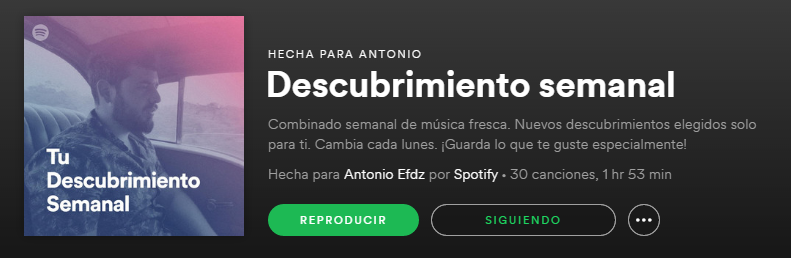 Tu
Descubrimiento
Semanal
HECHA PARA ANTONIO
Descubrimiento semanal
Combinado semanal de música fresca. Nuevos descubrimientos elegidos solo
para ti. Cambia cada lunes. ¡Guarda lo que te guste especialmente!
Hecha para Antonio Efdz por Spotify • 30 canciones, 1 hr 53 min
REPRODUCIR
SIGUIENDO